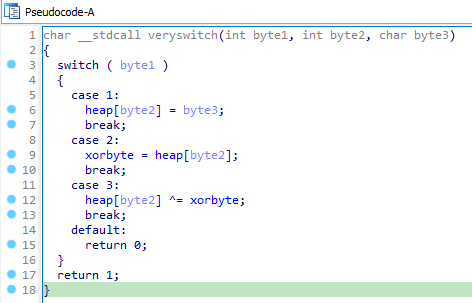 Pseudocode-A
1 char __stdcall veryswitch(int byte1, int byte2, char byte3)
2 {
3   switch ( byte1 )
4   {
5     case 1:
6       heap[byte2] = byte3;
7       break;
8     case 2:
9       xorbyte = heap[byte2];
10       break;
11     case 3:
12       heap[byte2] ^= xorbyte;
13       break;
14     default:
15       return 0;
16   }
17   return 1;
18 }